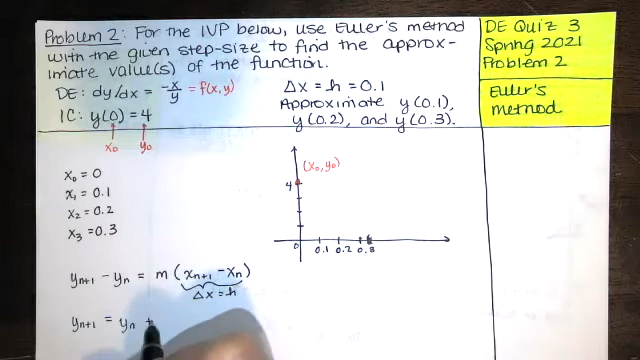 Problem 2: For the IVP below, use Euler's method
with the given step-size to find the approx-
imate value(s) of the function.
DE: dy/dx = -x/y = f(x,y)
IC: y(0) = 4
x₀ y₀
Δx = h = 0.1
Approximate y(0.1),
y(0.2), and y(0.3).
DE Quiz 3
Spring 2021
Problem 2
Euler's
method
x₀ = 0
x₁ = 0.1
x₂ = 0.2
x₃ = 0.3
(x₀, y₀)
4
0 0.1 0.2 0.3
yₙ₊₁ - yₙ = m (xₙ₊₁ - xₙ)
Δx = h
yₙ₊₁ = yₙ +